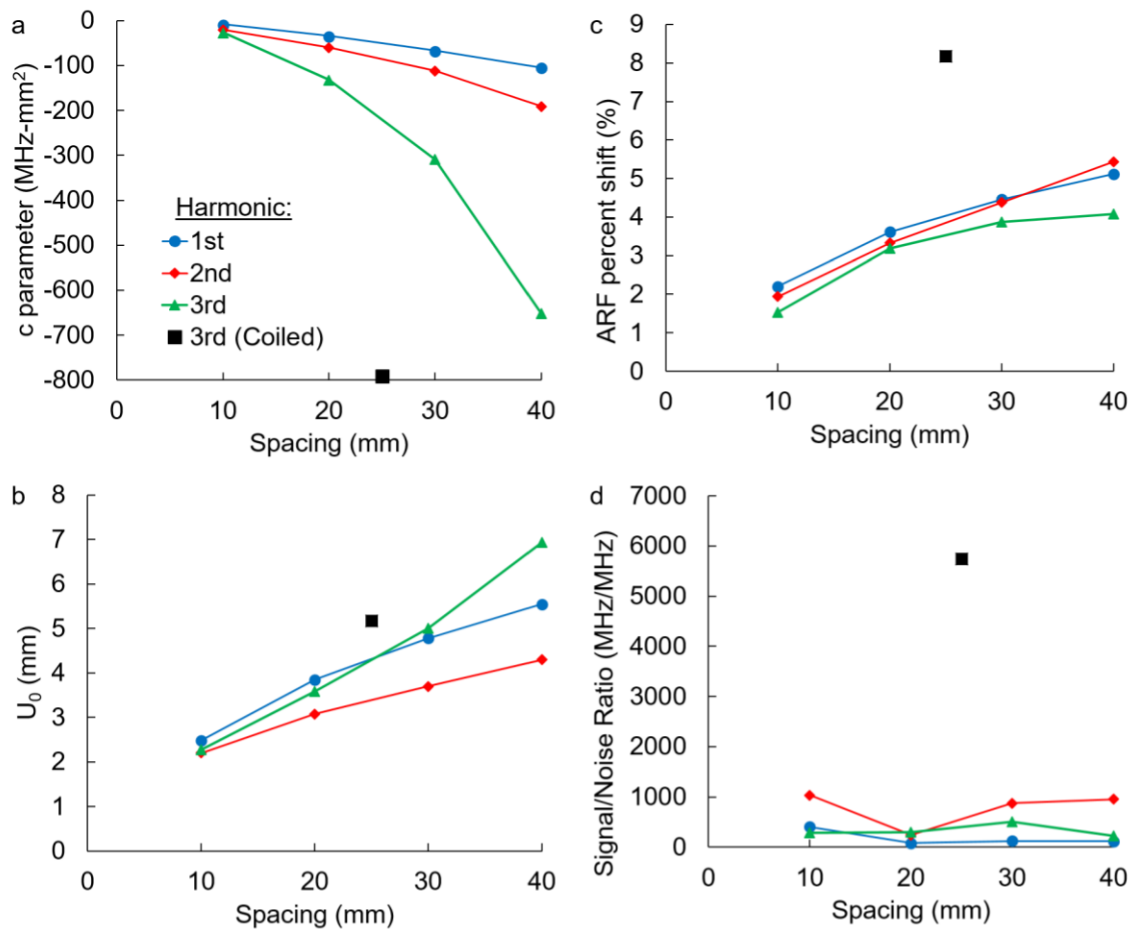 a
0
-100
-200
-300
-400
-500
-600
-700
-800
c parameter (MHz-mm²)
Harmonic:
1st
2nd
3rd
3rd (Coiled)
0 10 20 30 40
Spacing (mm)
c
9
8
7
6
5
4
3
2
1
0
ARF percent shift (%)
0 10 20 30 40
Spacing (mm)
b
8
7
6
5
4
3
2
1
0
U₀ (mm)
0 10 20 30 40
Spacing (mm)
d
7000
6000
5000
4000
3000
2000
1000
0
Signal/Noise Ratio (MHz/MHz)
0 10 20 30 40
Spacing (mm)